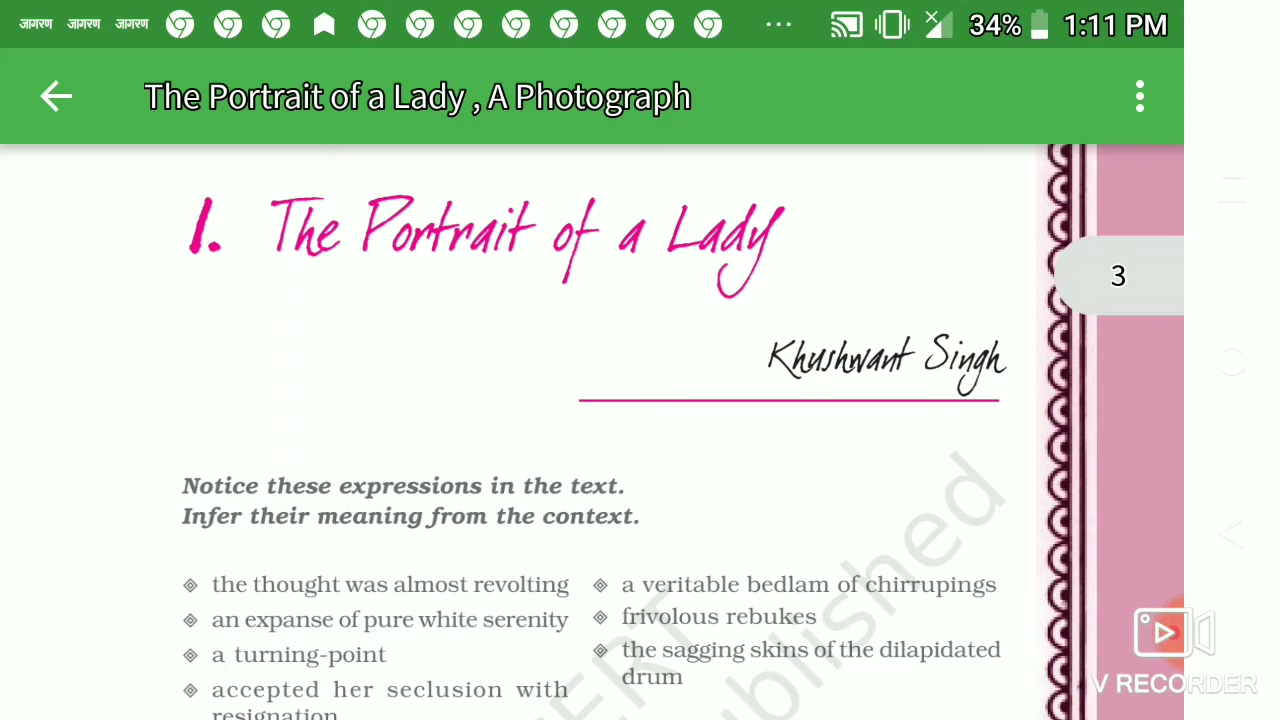 जागरण जागरण जागरण ... 34% 1:11 PM
The Portrait of a Lady , A Photograph
1. The Portrait of a Lady
3
Khushwant Singh
Notice these expressions in the text.
Infer their meaning from the context.
the thought was almost revolting
an expanse of pure white serenity
a turning-point
accepted her seclusion with
resignation
a veritable bedlam of chirrupings
frivolous rebukes
the sagging skins of the dilapidated
drum
V RECORDER